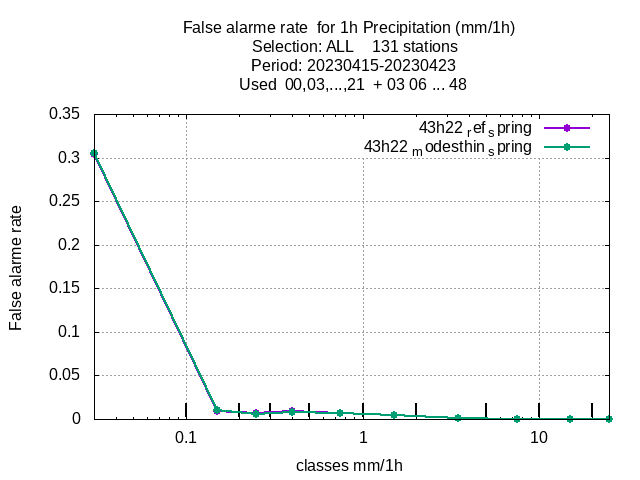 False alarme rate  for 1h Precipitation (mm/1h)
Selection: ALL    131 stations
Period: 20230415-20230423
Used  00,03,...,21  + 03 06 ... 48
43h22 ref spring
43h22 modesthin spring
0.35
0.3
0.25
0.2
0.15
0.1
0.05
0
False alarme rate
0.1
1
10
classes mm/1h